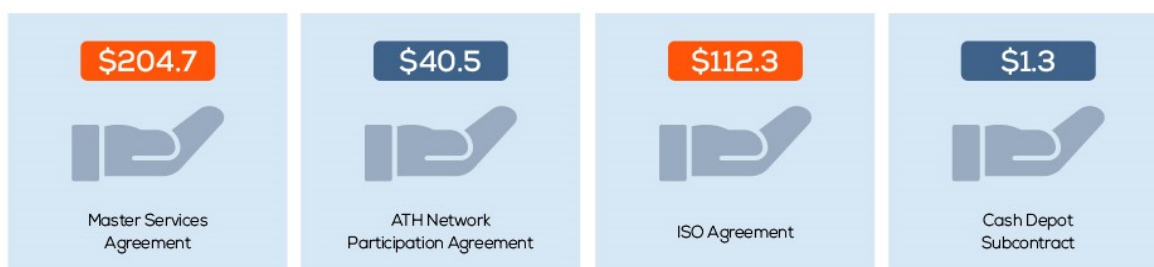 $204.7
Master Services
Agreement
$40.5
ATH Network
Participation Agreement
$112.3
ISO Agreement
$1.3
Cash Depot
Subcontract